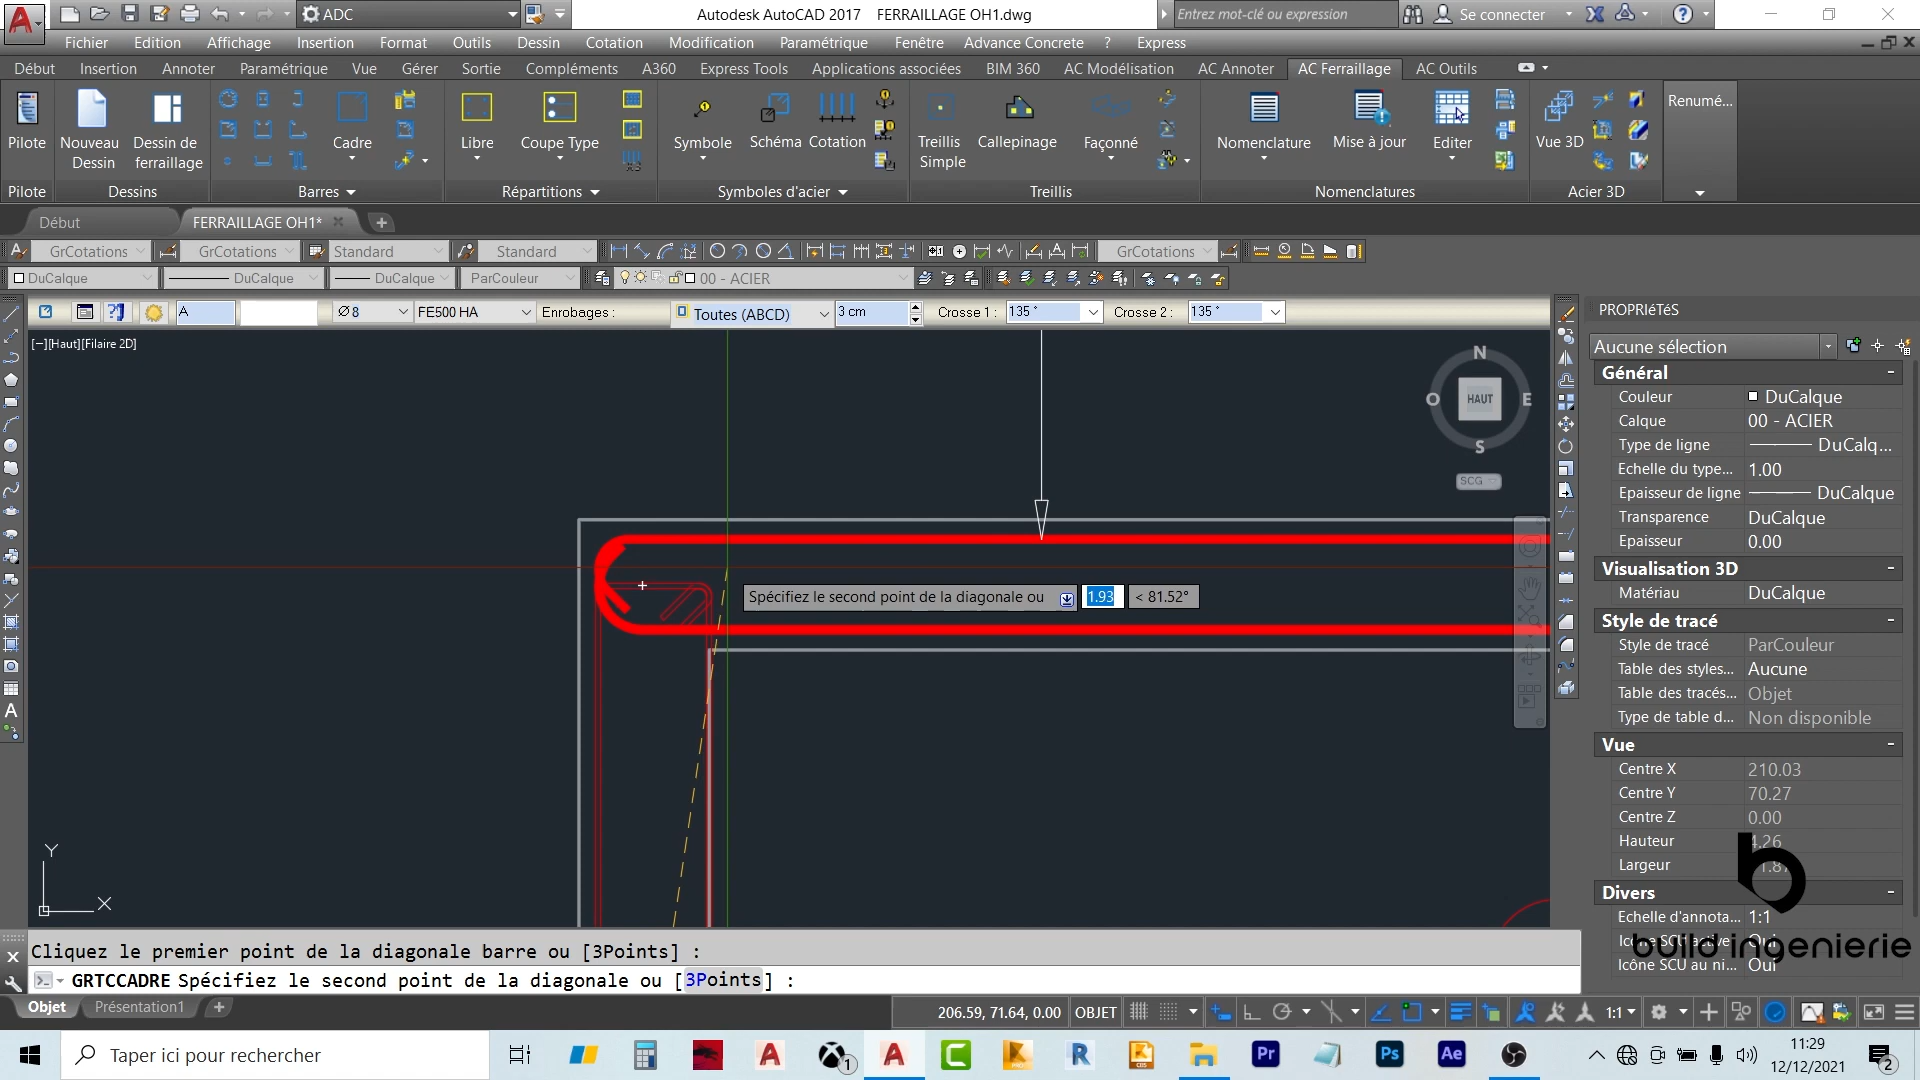 ADC
Autodesk AutoCAD 2017 FERRAILLAGE OH1.dwg
Entrez mot-clé ou expression
Se connecter
Fichier Edition Affichage Insertion Format Outils Dessin Cotation Modification Paramétrique Fenêtre Advance Concrete ? Express
Début Insertion Annoter Paramétrique Vue Gérer Sortie Compléments A360 Express Tools Applications associées BIM 360 AC Modélisation AC Annoter AC Ferraillage AC Outils
Pilote Nouveau Dessin Dessin de ferraillage Cadre Libre Coupe Type Symbole Schéma Cotation Treillis Simple Callepinage Façonné Nomenclature Mise à jour Editer Vue 3D Renumé...
Pilote Dessins Barres Répartitions Symboles d'acier Treillis Nomenclatures Acier 3D
Début FERRAILLAGE OH1*
GrCotations GrCotations Standard Standard GrCotations
DuCalque DuCalque DuCalque ParCouleur 00 - ACIER
A Ø8 FE500 HA Enrobages : Toutes (ABCD) 3 cm Crosse 1 : 135 ° Crosse 2 : 135 °
[−][Haut][Filaire 2D]
N
O HAUT E
S
SCG
Spécifiez le second point de la diagonale ou 1.93 < 81.52°
Y
X
PROPRIéTéS
Aucune sélection
Général
Couleur DuCalque
Calque 00 - ACIER
Type de ligne DuCalq...
Echelle du type... 1.00
Epaisseur de ligne DuCalque
Transparence DuCalque
Epaisseur 0.00
Visualisation 3D
Matériau DuCalque
Style de tracé
Style de tracé ParCouleur
Table des styles... Aucune
Table des tracés... Objet
Type de table d... Non disponible
Vue
Centre X 210.03
Centre Y 70.27
Centre Z 0.00
Hauteur 4.26
Largeur
Divers
Echelle d'annota... 1:1
Oui
Icône SCU au ni... Oui
build ingenierie
Cliquez le premier point de la diagonale barre ou [3Points] :
GRTCCADRE Spécifiez le second point de la diagonale ou [3Points] :
Objet Présentation1
206.59, 71.64, 0.00 OBJET 1:1
Taper ici pour rechercher
1
Pr Ps Ae
11:29
12/12/2021
2